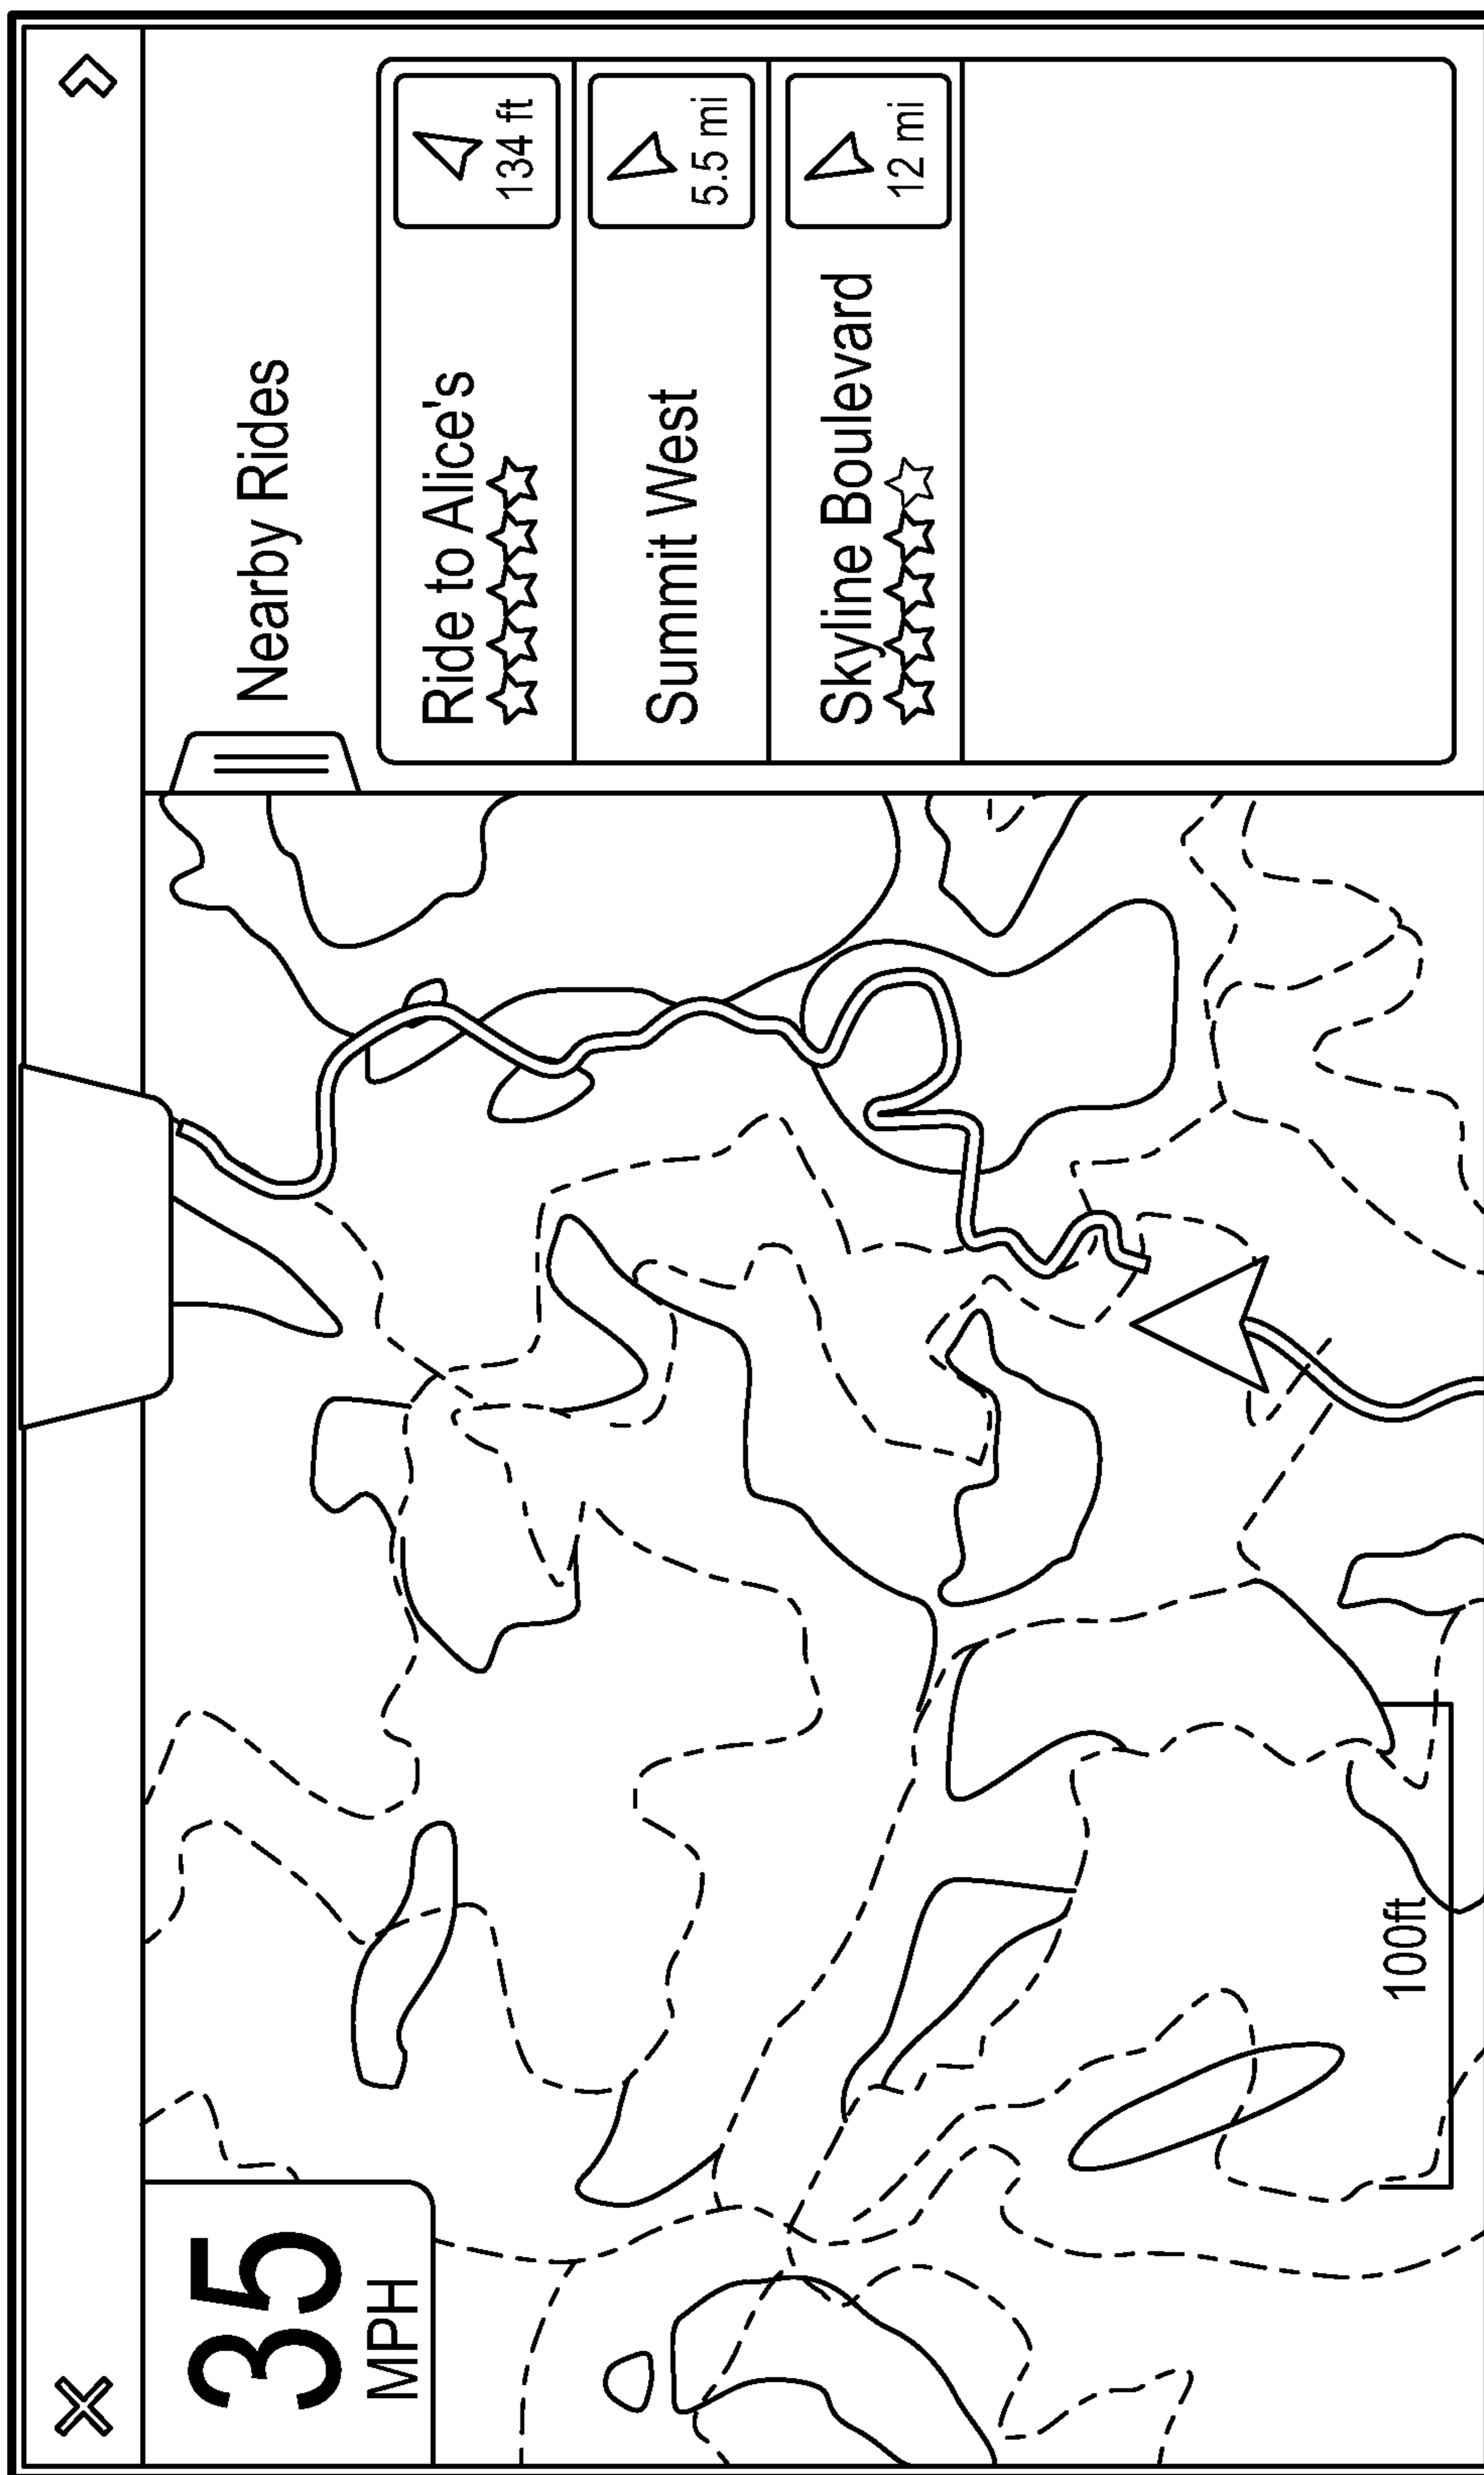 35
MPH
100ft
Nearby Rides
Ride to Alice's
134 ft
Summit West
5.5 mi
Skyline Boulevard
12 mi